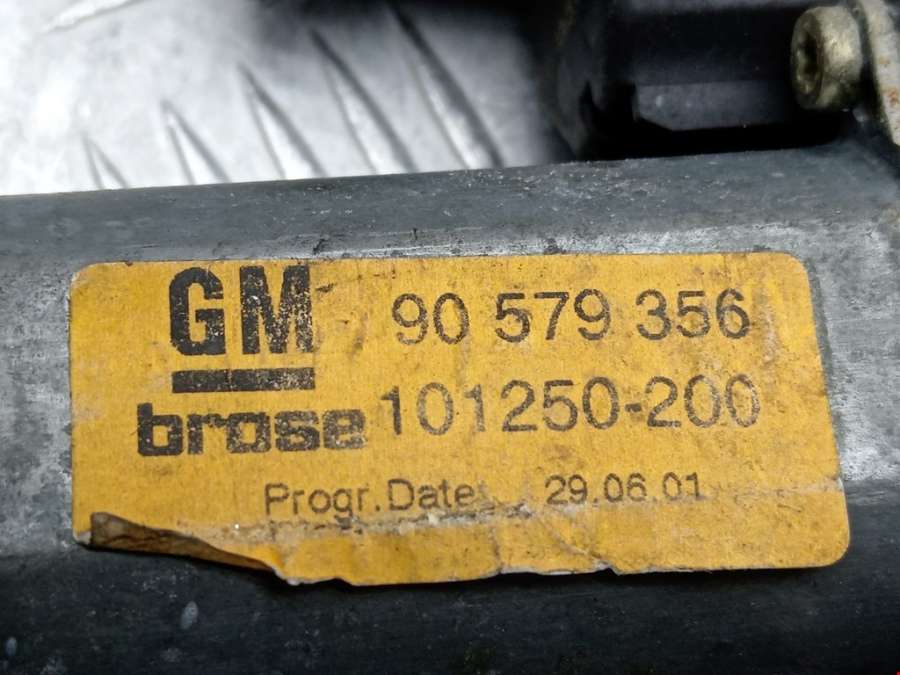 GM 90 579 356
brose 101250-200
Progr.Date: 29.06.01